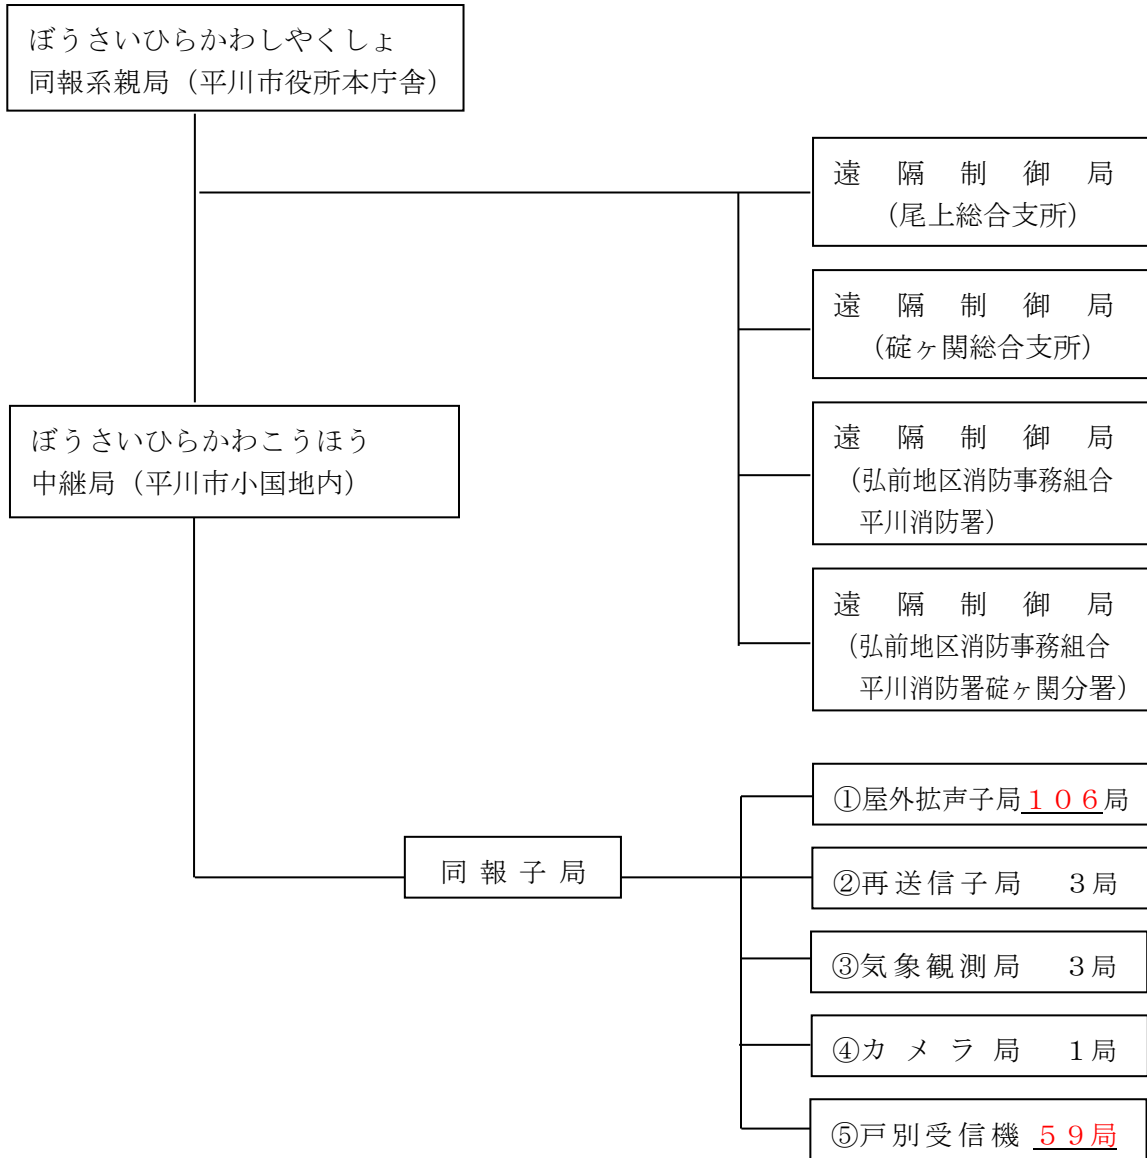 ぼうさいひらかわしやくしょ
同報系親局（平川市役所本庁舎）
遠隔制御局
（尾上総合支所）
遠隔制御局
（碇ヶ関総合支所）
ぼうさいひらかわこうほう
中継局（平川市小国地内）
遠隔制御局
（弘前地区消防事務組合
平川消防署）
遠隔制御局
（弘前地区消防事務組合
平川消防署碇ヶ関分署）
①屋外拡声子局１０６局
同報子局
②再送信子局　３局
③気象観測局　３局
④カメラ局　１局
⑤戸別受信機　５９局